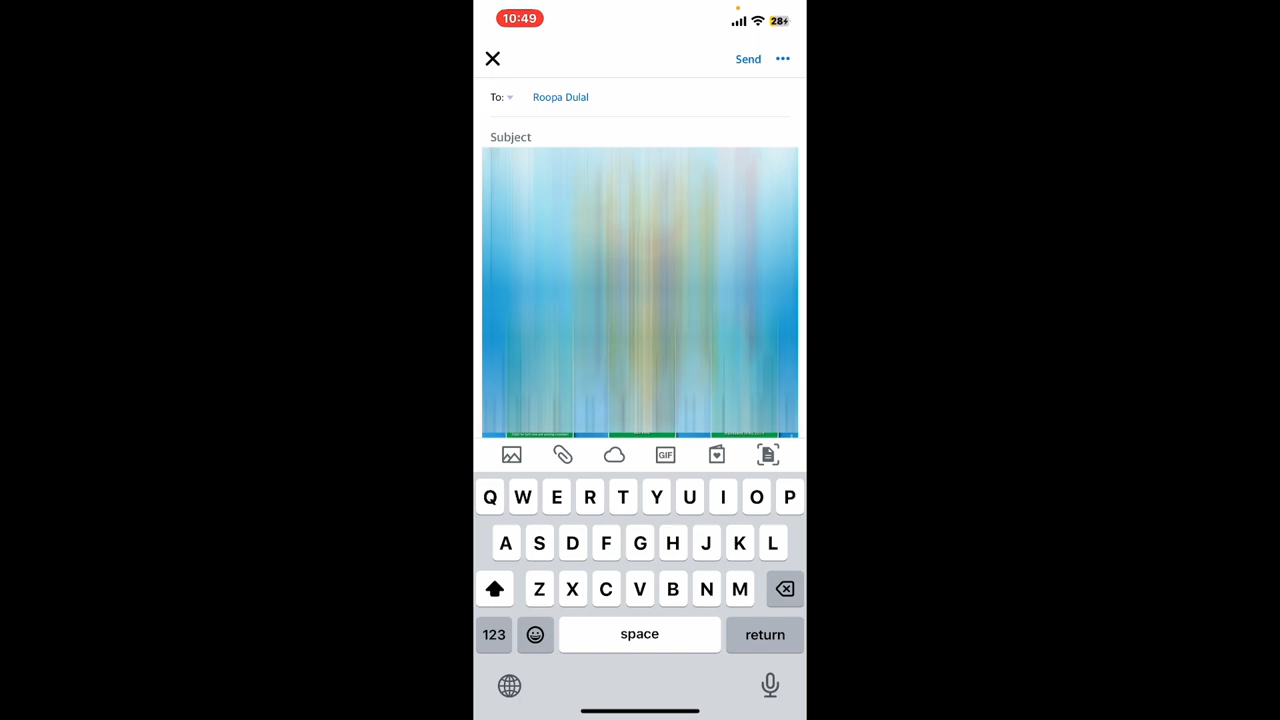 10:49
28
Send
To: Roopa Dulal
Subject
GIF
Q W E R T Y U I O P
A S D F G H J K L
Z X C V B N M
123 space return